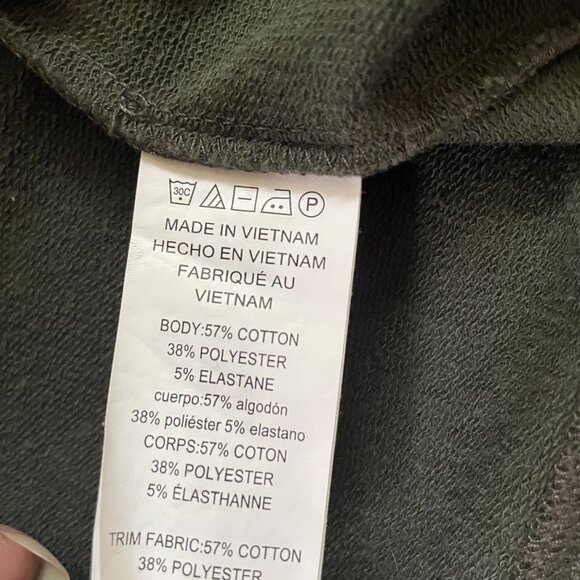 30C P
MADE IN VIETNAM
HECHO EN VIETNAM
FABRIQUÉ AU
VIETNAM
BODY:57% COTTON
38% POLYESTER
5% ELASTANE
cuerpo:57% algodón
38% poliéster 5% elastano
CORPS:57% COTON
38% POLYESTER
5% ÉLASTHANNE
TRIM FABRIC:57% COTTON
38% POLYESTER